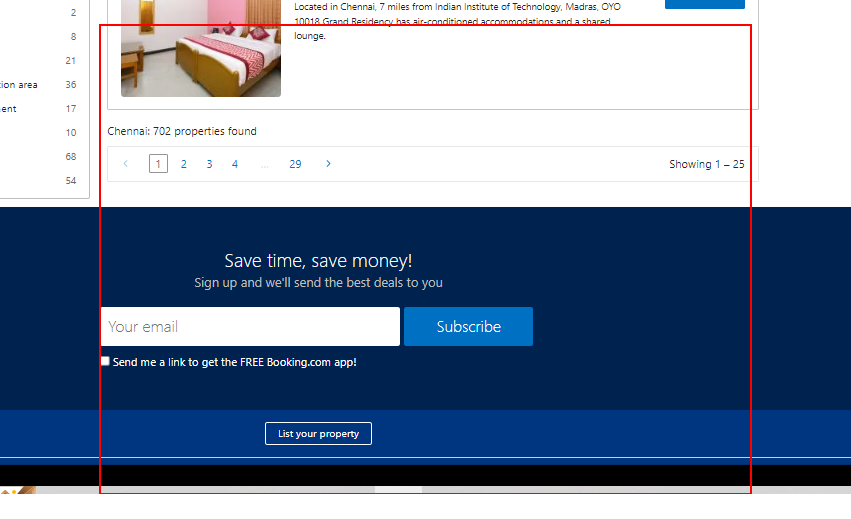 2
8
21
tion area 36
ent 17
10
68
54
Located in Chennai, 7 miles from Indian Institute of Technology, Madras, OYO
10018 Grand Residency has air-conditioned accommodations and a shared
lounge.
Chennai: 702 properties found
< 1 2 3 4 ... 29 >
Showing 1 – 25
Save time, save money!
Sign up and we'll send the best deals to you
Your email
Subscribe
Send me a link to get the FREE Booking.com app!
List your property